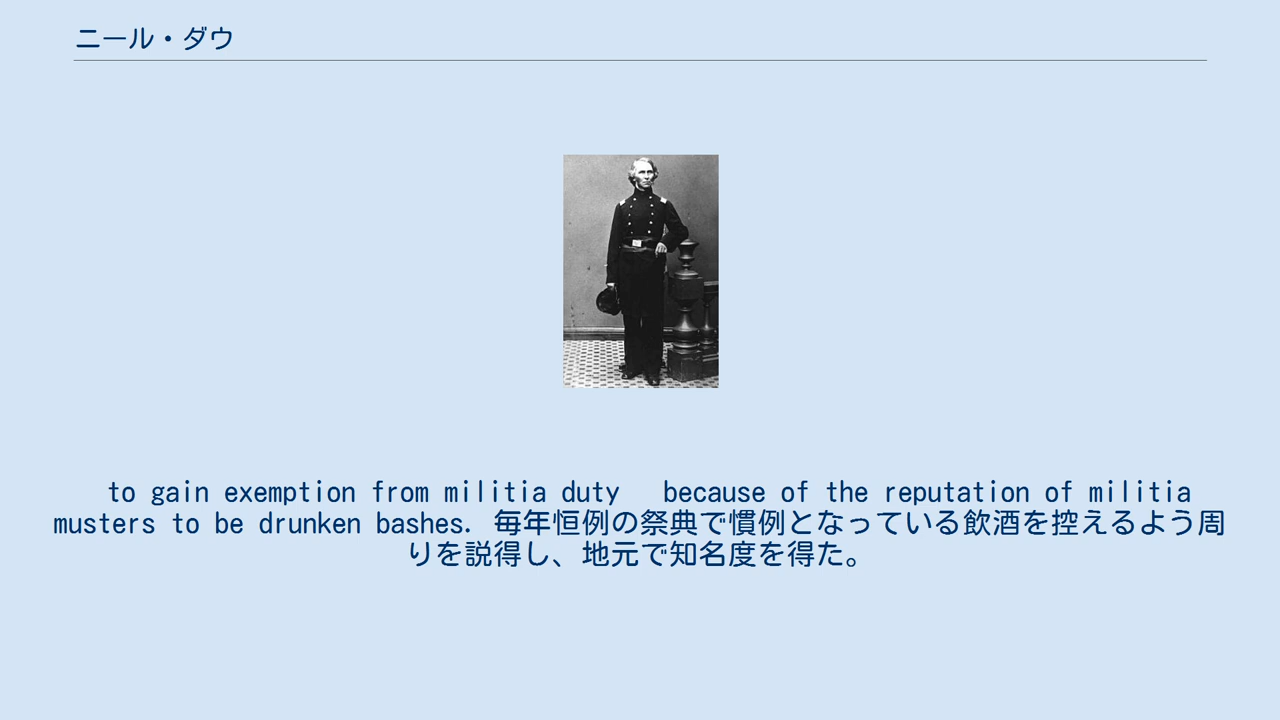 ニール・ダウ
to gain exemption from militia duty   because of the reputation of militia
musters to be drunken bashes. 毎年恒例の祭典で慣例となっている飲酒を控えるよう周
りを説得し、地元で知名度を得た。